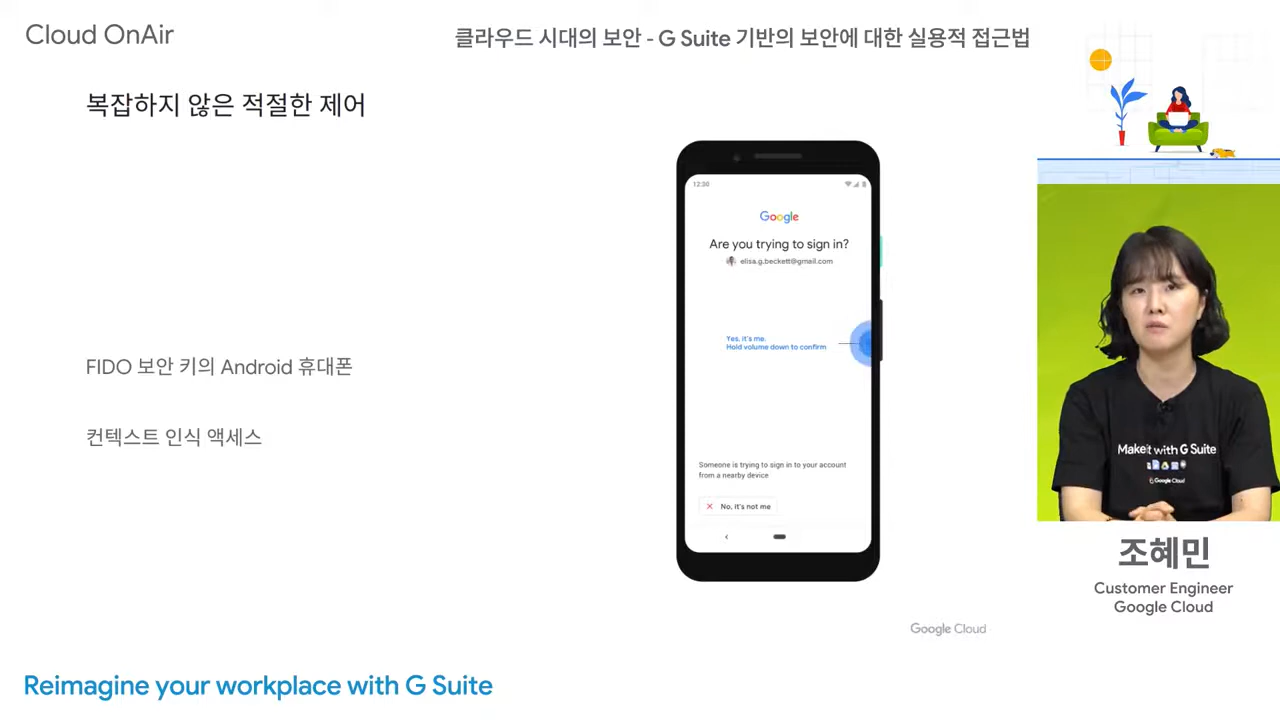 Cloud OnAir
클라우드 시대의 보안 - G Suite 기반의 보안에 대한 실용적 접근법
복잡하지 않은 적절한 제어
FIDO 보안 키의 Android 휴대폰
컨텍스트 인식 액세스
12:30
Google
Are you trying to sign in?
elisa.g.beckett@gmail.com
Yes, it's me.
Hold volume down to confirm
Someone is trying to sign in to your account
from a nearby device
No, it's not me
Google Cloud
Make it with G Suite
Google Cloud
조혜민
Customer Engineer
Google Cloud
Reimagine your workplace with G Suite